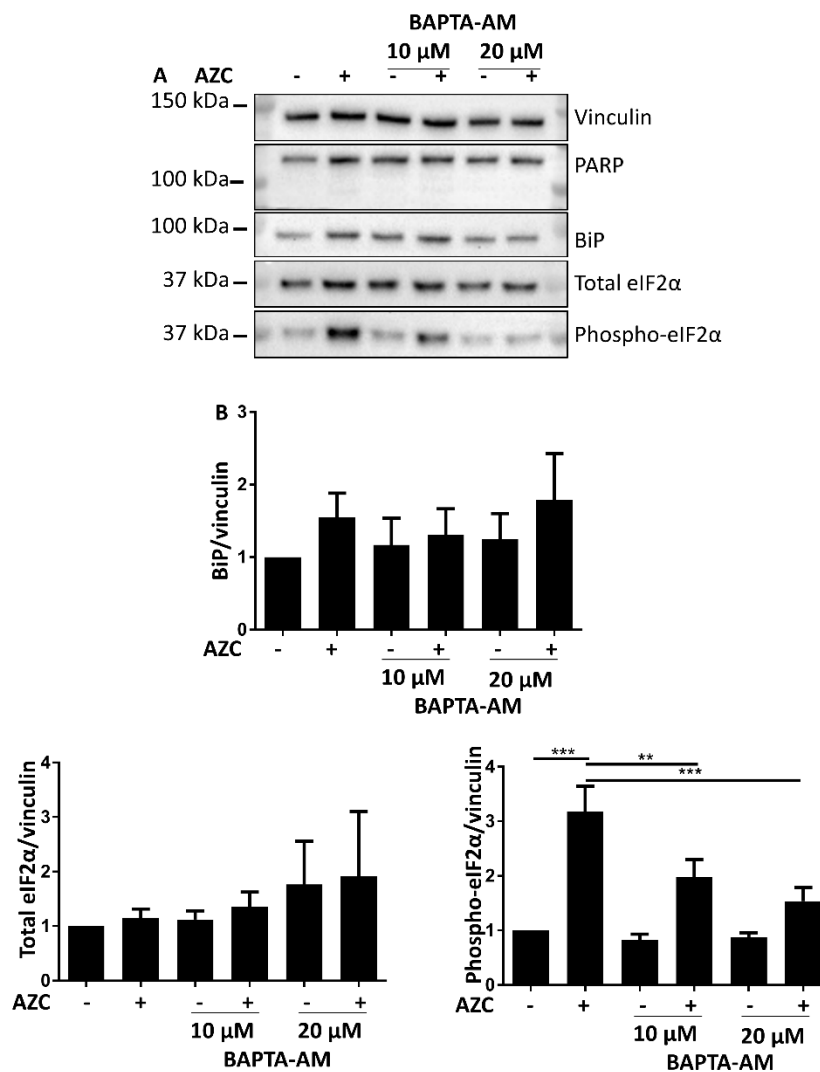 BAPTA-AM
10 µM 20 µM
A AZC - + - + - +
150 kDa
Vinculin
PARP
100 kDa
100 kDa
BiP
37 kDa
Total eIF2α
37 kDa
Phospho-eIF2α
B
3
2
1
0
BiP/vinculin
AZC - + - + - +
10 µM 20 µM
BAPTA-AM
4
3
2
1
0
Total eIF2α/vinculin
AZC - + - + - +
10 µM 20 µM
BAPTA-AM
*** **
***
4
3
2
1
0
Phospho-eIF2α/vinculin
AZC - + - + - +
10 µM 20 µM
BAPTA-AM